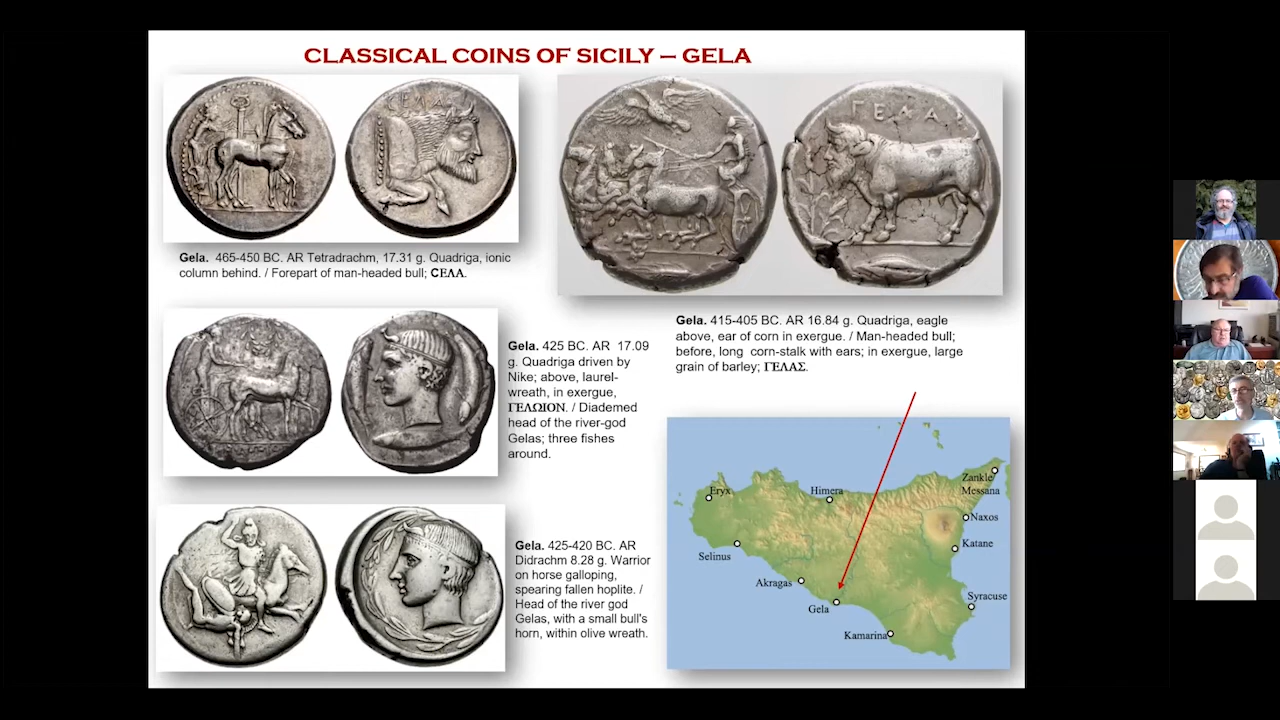 CLASSICAL COINS OF SICILY – GELA
Gela. 465-450 BC. AR Tetradrachm, 17.31 g. Quadriga, ionic
column behind. / Forepart of man-headed bull; CΕΛΑ.
Gela. 415-405 BC. AR 16.84 g. Quadriga, eagle
above, ear of corn in exergue. / Man-headed bull;
before, long corn-stalk with ears; in exergue, large
grain of barley; ΓΕΛΑΣ.
Gela. 425 BC. AR 17.09
g. Quadriga driven by
Nike; above, laurel-
wreath, in exergue,
ΓΕΛΩΙΟΝ. / Diademed
head of the river-god
Gelas; three fishes
around.
Gela. 425-420 BC. AR
Didrachm 8.28 g. Warrior
on horse galloping,
spearing fallen hoplite. /
Head of the river god
Gelas, with a small bull's
horn, within olive wreath.
Eryx
Himera
Zankle
Messana
Naxos
Katane
Selinus
Akragas
Syracuse
Gela
Kamarina